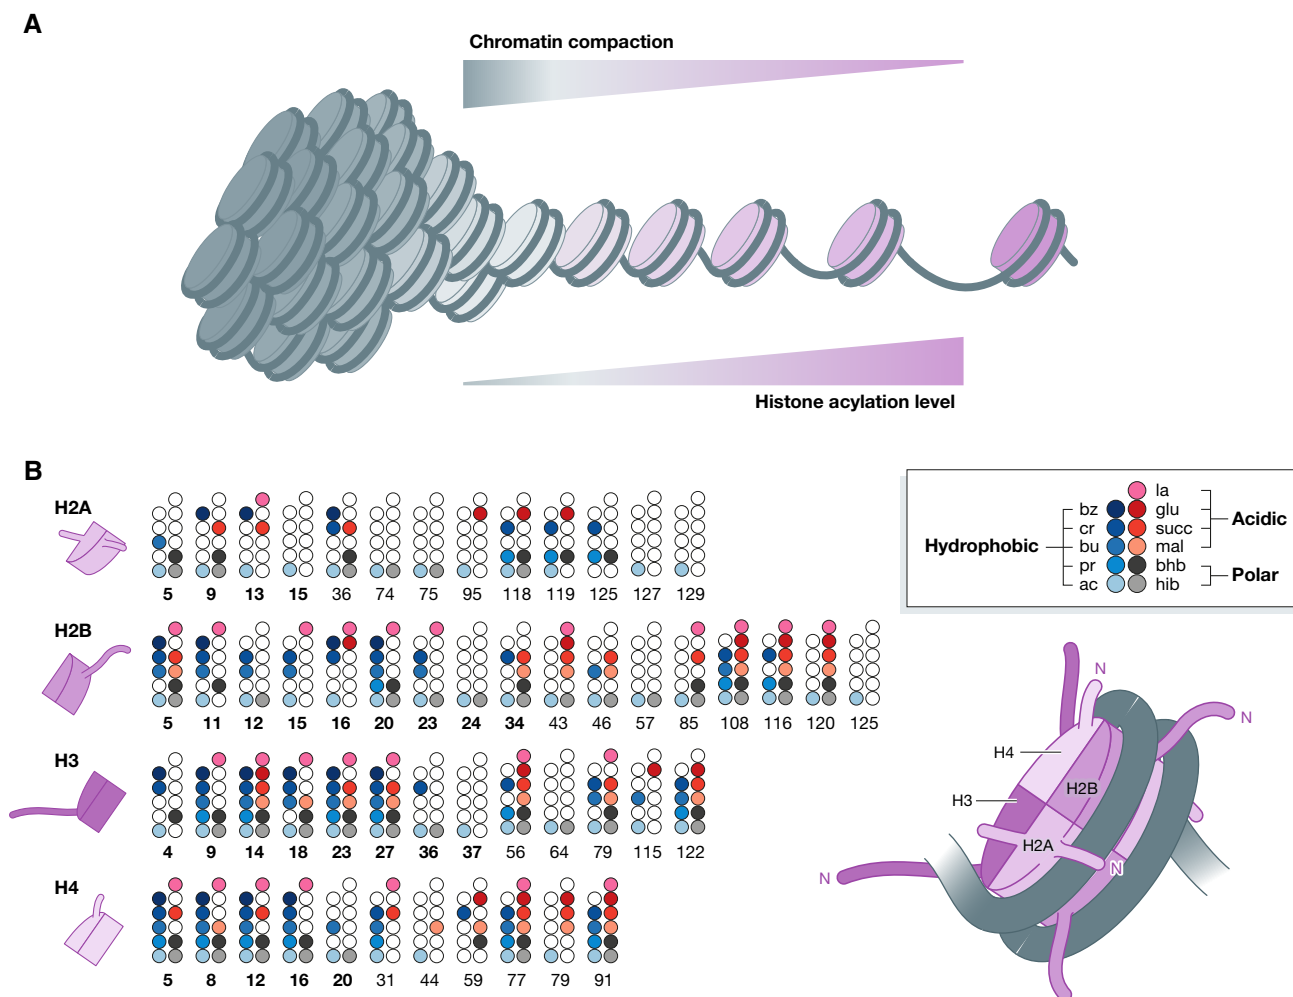 A
Chromatin compaction
Histone acylation level
B
H2A
5 9 13 15 36 74 75 95 118 119 125 127 129
H2B
5 11 12 15 16 20 23 24 34 43 46 57 85 108 116 120 125
H3
4 9 14 18 23 27 36 37 56 64 79 115 122
H4
5 8 12 16 20 31 44 59 77 79 91
la
bz glu
cr succ
bu mal
pr bhb
ac hib
Hydrophobic
Acidic
Polar
N
N
H4
H2B
H3
H2A
N
N